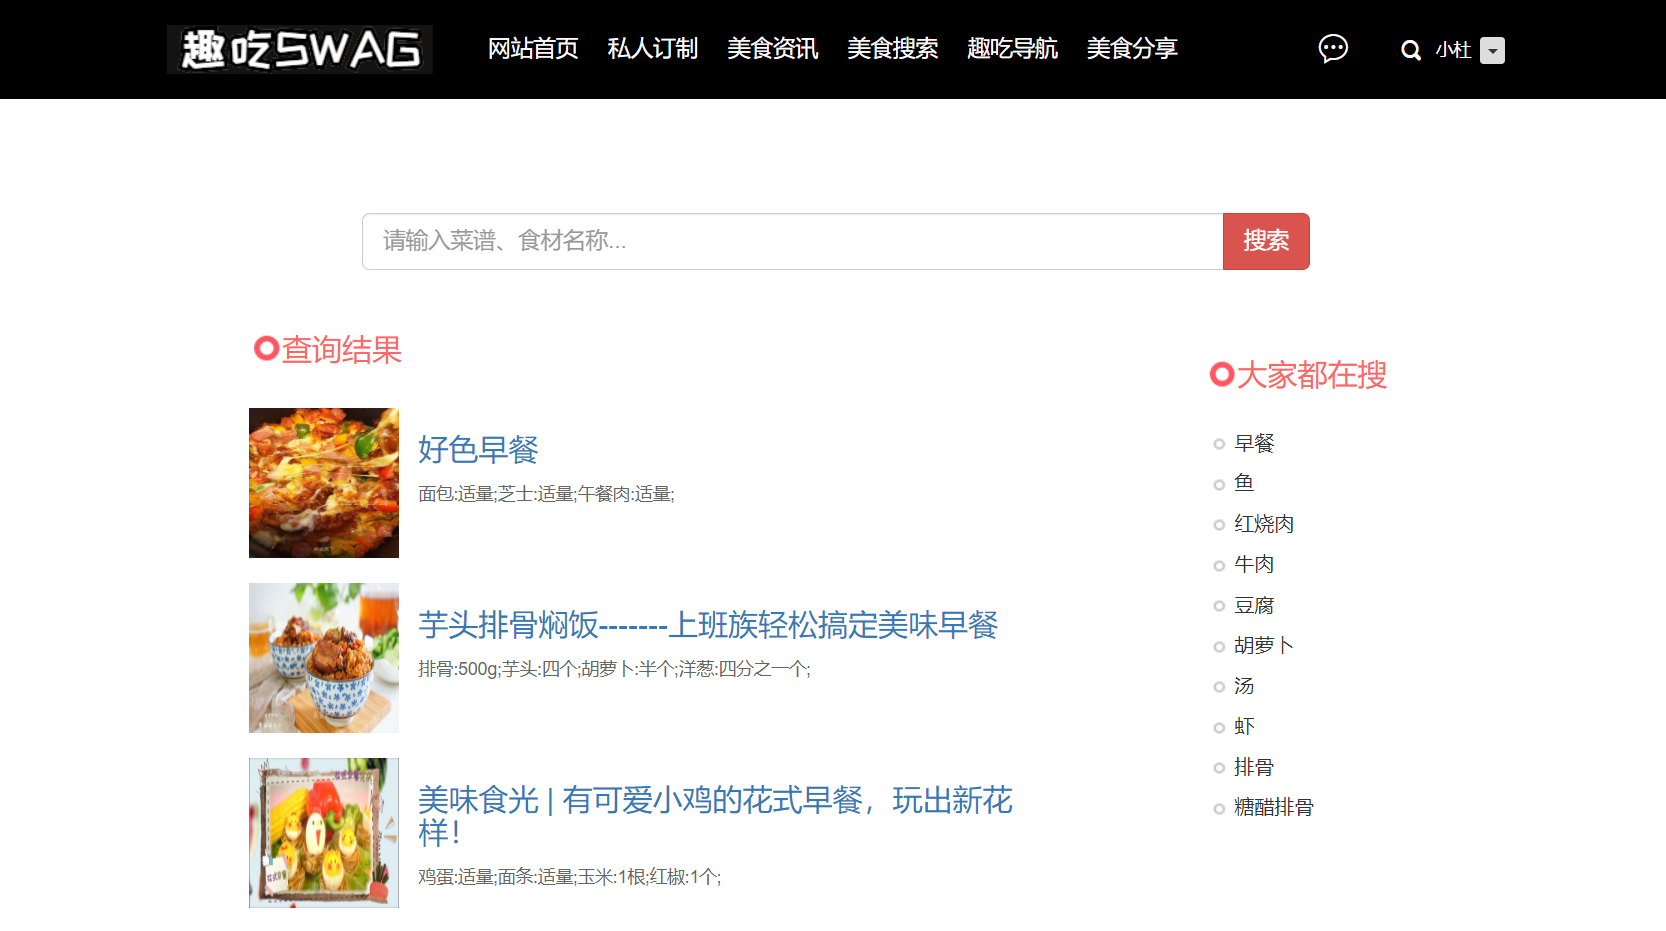 趣吃SWAG
网站首页 私人订制 美食资讯 美食搜索 趣吃导航 美食分享 小杜
请输入菜谱、食材名称... 搜索
查询结果
好色早餐
面包:适量;芝士:适量;午餐肉:适量;
芋头排骨焖饭-------上班族轻松搞定美味早餐
排骨:500g;芋头:四个;胡萝卜:半个;洋葱:四分之一个;
美味食光 | 有可爱小鸡的花式早餐，玩出新花
样！
鸡蛋:适量;面条:适量;玉米:1根;红椒:1个;
大家都在搜
早餐
鱼
红烧肉
牛肉
豆腐
胡萝卜
汤
虾
排骨
糖醋排骨